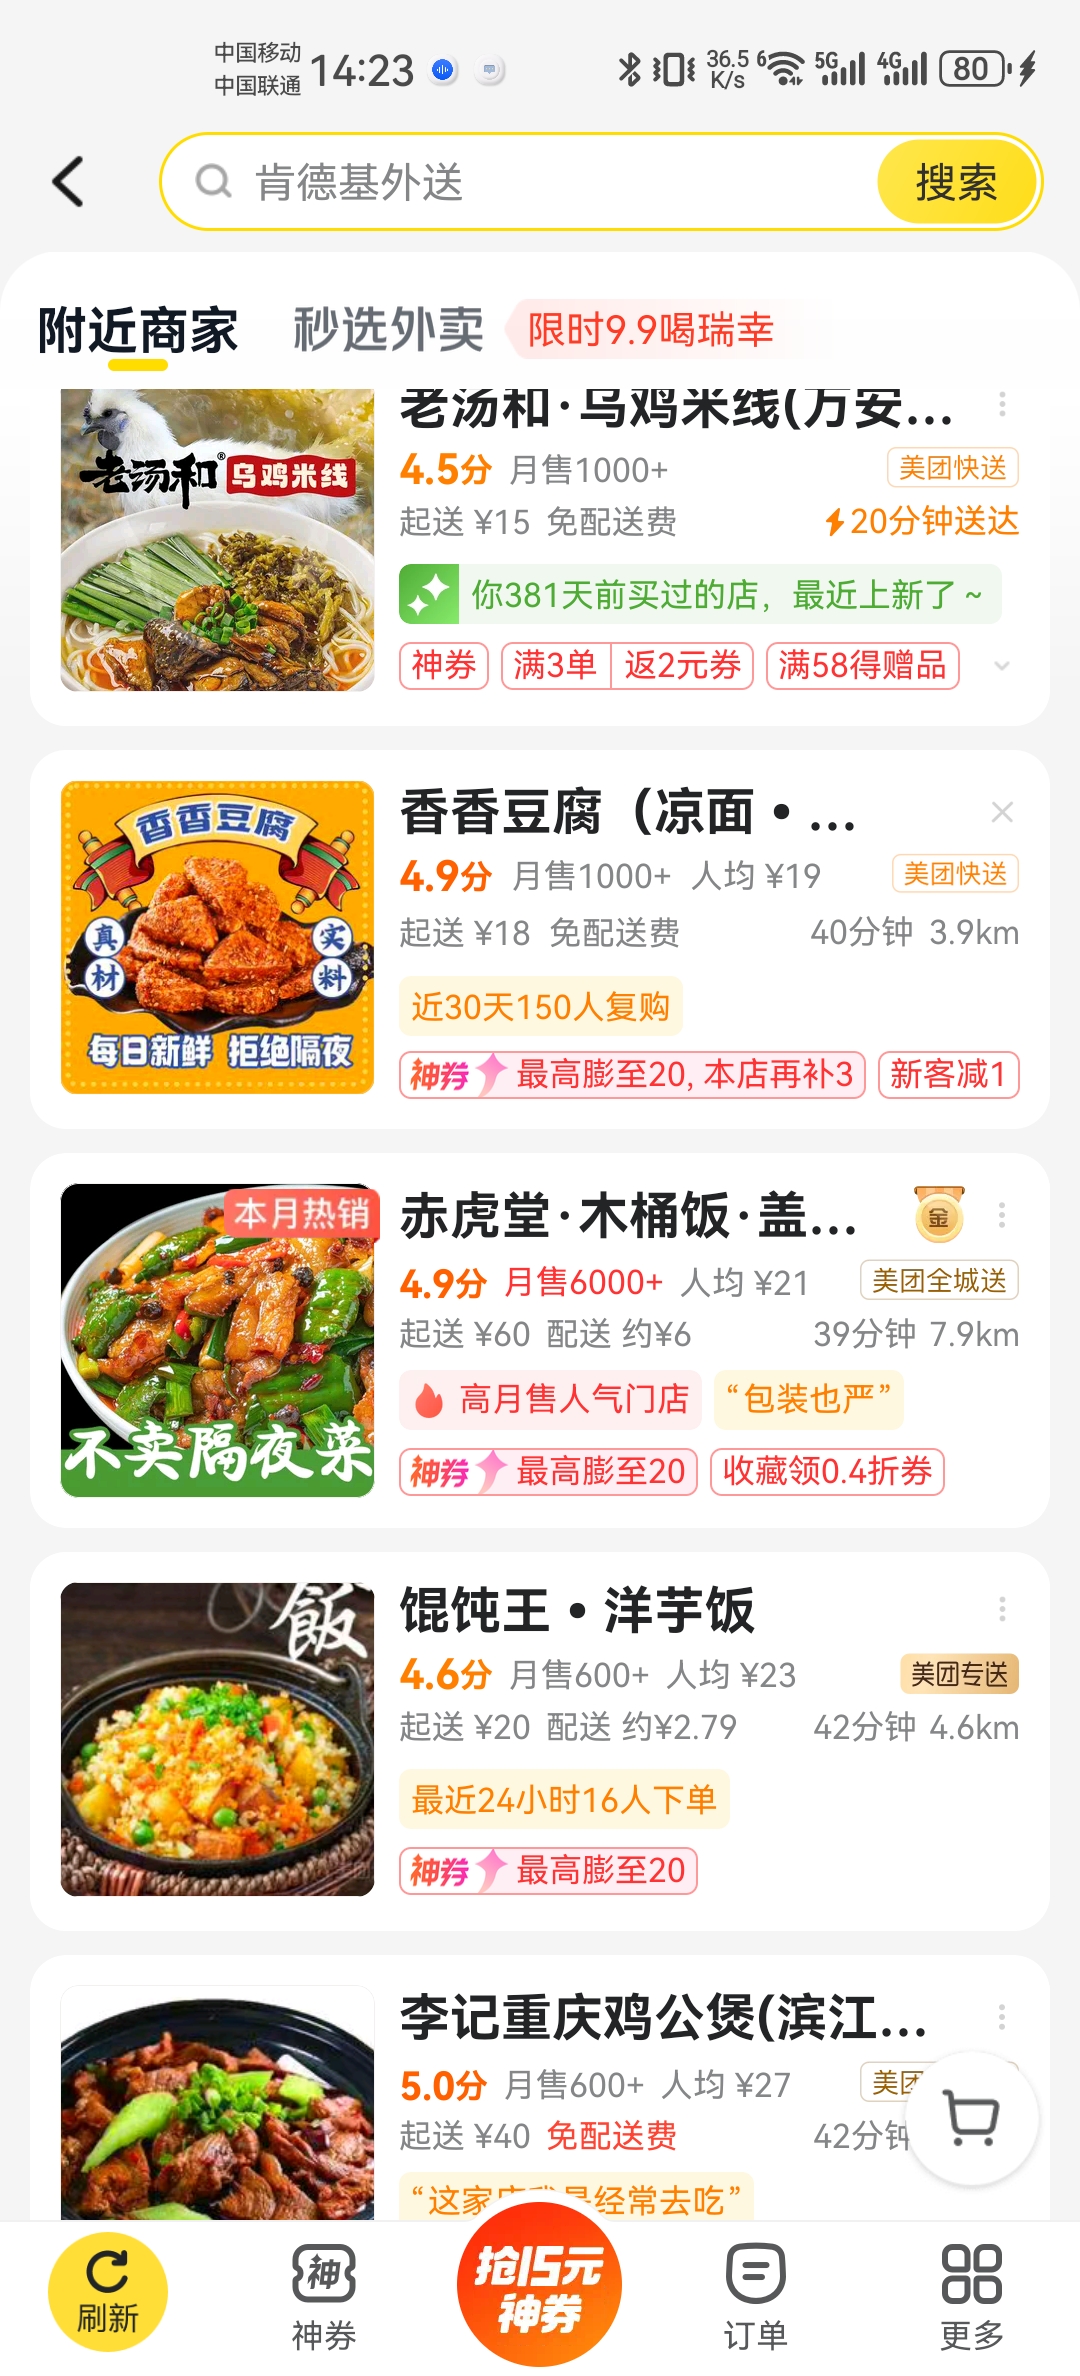 中国移动
中国联通
14:23
36.5 K/s
6
5G
4G
80
肯德基外送
搜索
附近商家
秒选外卖
限时9.9喝瑞幸
老汤和®
乌鸡米线
老汤和·乌鸡米线(万安...
4.5分 月售1000+
美团快送
起送 ¥15 免配送费
20分钟送达
你381天前买过的店，最近上新了~
神券
满3单 返2元券
满58得赠品
香香豆腐
真材
实料
每日新鲜 拒绝隔夜
香香豆腐（凉面•...
4.9分 月售1000+ 人均 ¥19
美团快送
起送 ¥18 免配送费
40分钟 3.9km
近30天150人复购
神券 最高膨至20, 本店再补3
新客减1
本月热销
不卖隔夜菜
赤虎堂·木桶饭·盖...
金
4.9分 月售6000+ 人均 ¥21
美团全城送
起送 ¥60 配送 约¥6
39分钟 7.9km
高月售人气门店
“包装也严”
神券 最高膨至20
收藏领0.4折券
飯
馄饨王•洋芋饭
4.6分 月售600+ 人均 ¥23
美团专送
起送 ¥20 配送 约¥2.79
42分钟 4.6km
最近24小时16人下单
神券 最高膨至20
李记重庆鸡公煲(滨江...
5.0分 月售600+ 人均 ¥27
美团
起送 ¥40 免配送费
42分钟
“这家 经常去吃”
刷新
神
神券
抢15元
神券
订单
更多